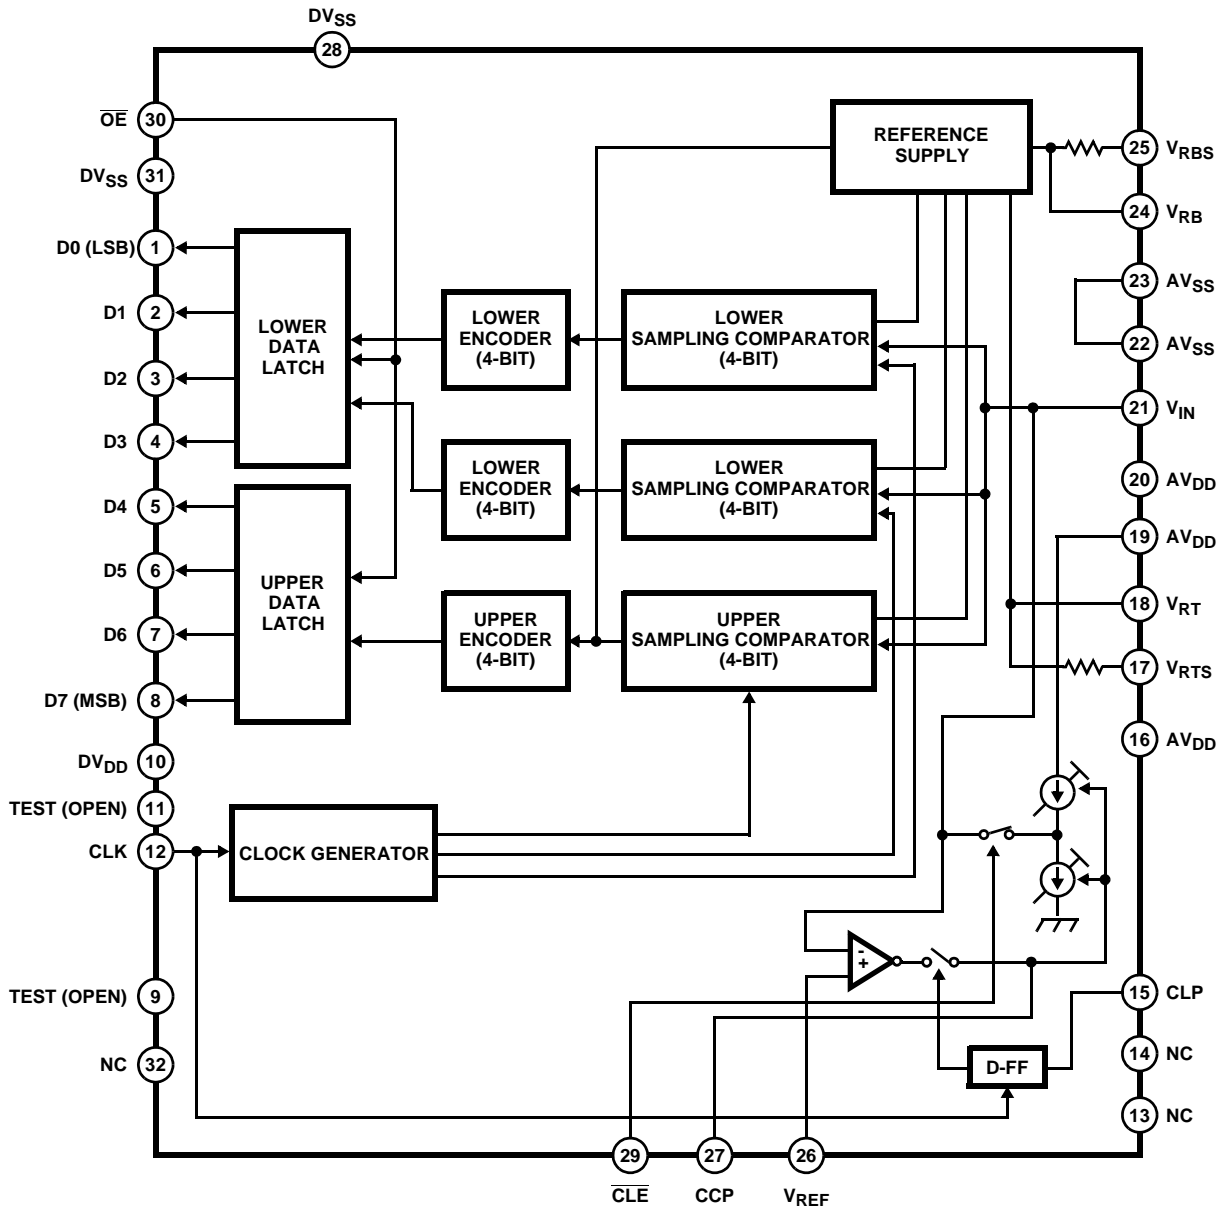 DVSS
28
OE
30
DVSS
31
D0 (LSB)
1
D1
2
D2
3
D3
4
D4
5
D5
6
D6
7
D7 (MSB)
8
DVDD
10
TEST (OPEN)
11
CLK
12
TEST (OPEN)
9
NC
32
LOWER
DATA
LATCH
UPPER
DATA
LATCH
LOWER
ENCODER
(4-BIT)
LOWER
ENCODER
(4-BIT)
UPPER
ENCODER
(4-BIT)
LOWER
SAMPLING COMPARATOR
(4-BIT)
LOWER
SAMPLING COMPARATOR
(4-BIT)
UPPER
SAMPLING COMPARATOR
(4-BIT)
REFERENCE
SUPPLY
CLOCK GENERATOR
-
+
D-FF
25
VRBS
24
VRB
23
AVSS
22
AVSS
21
VIN
20
AVDD
19
AVDD
18
VRT
17
VRTS
16
AVDD
15
CLP
14
NC
13
NC
29
CLE
27
CCP
26
VREF